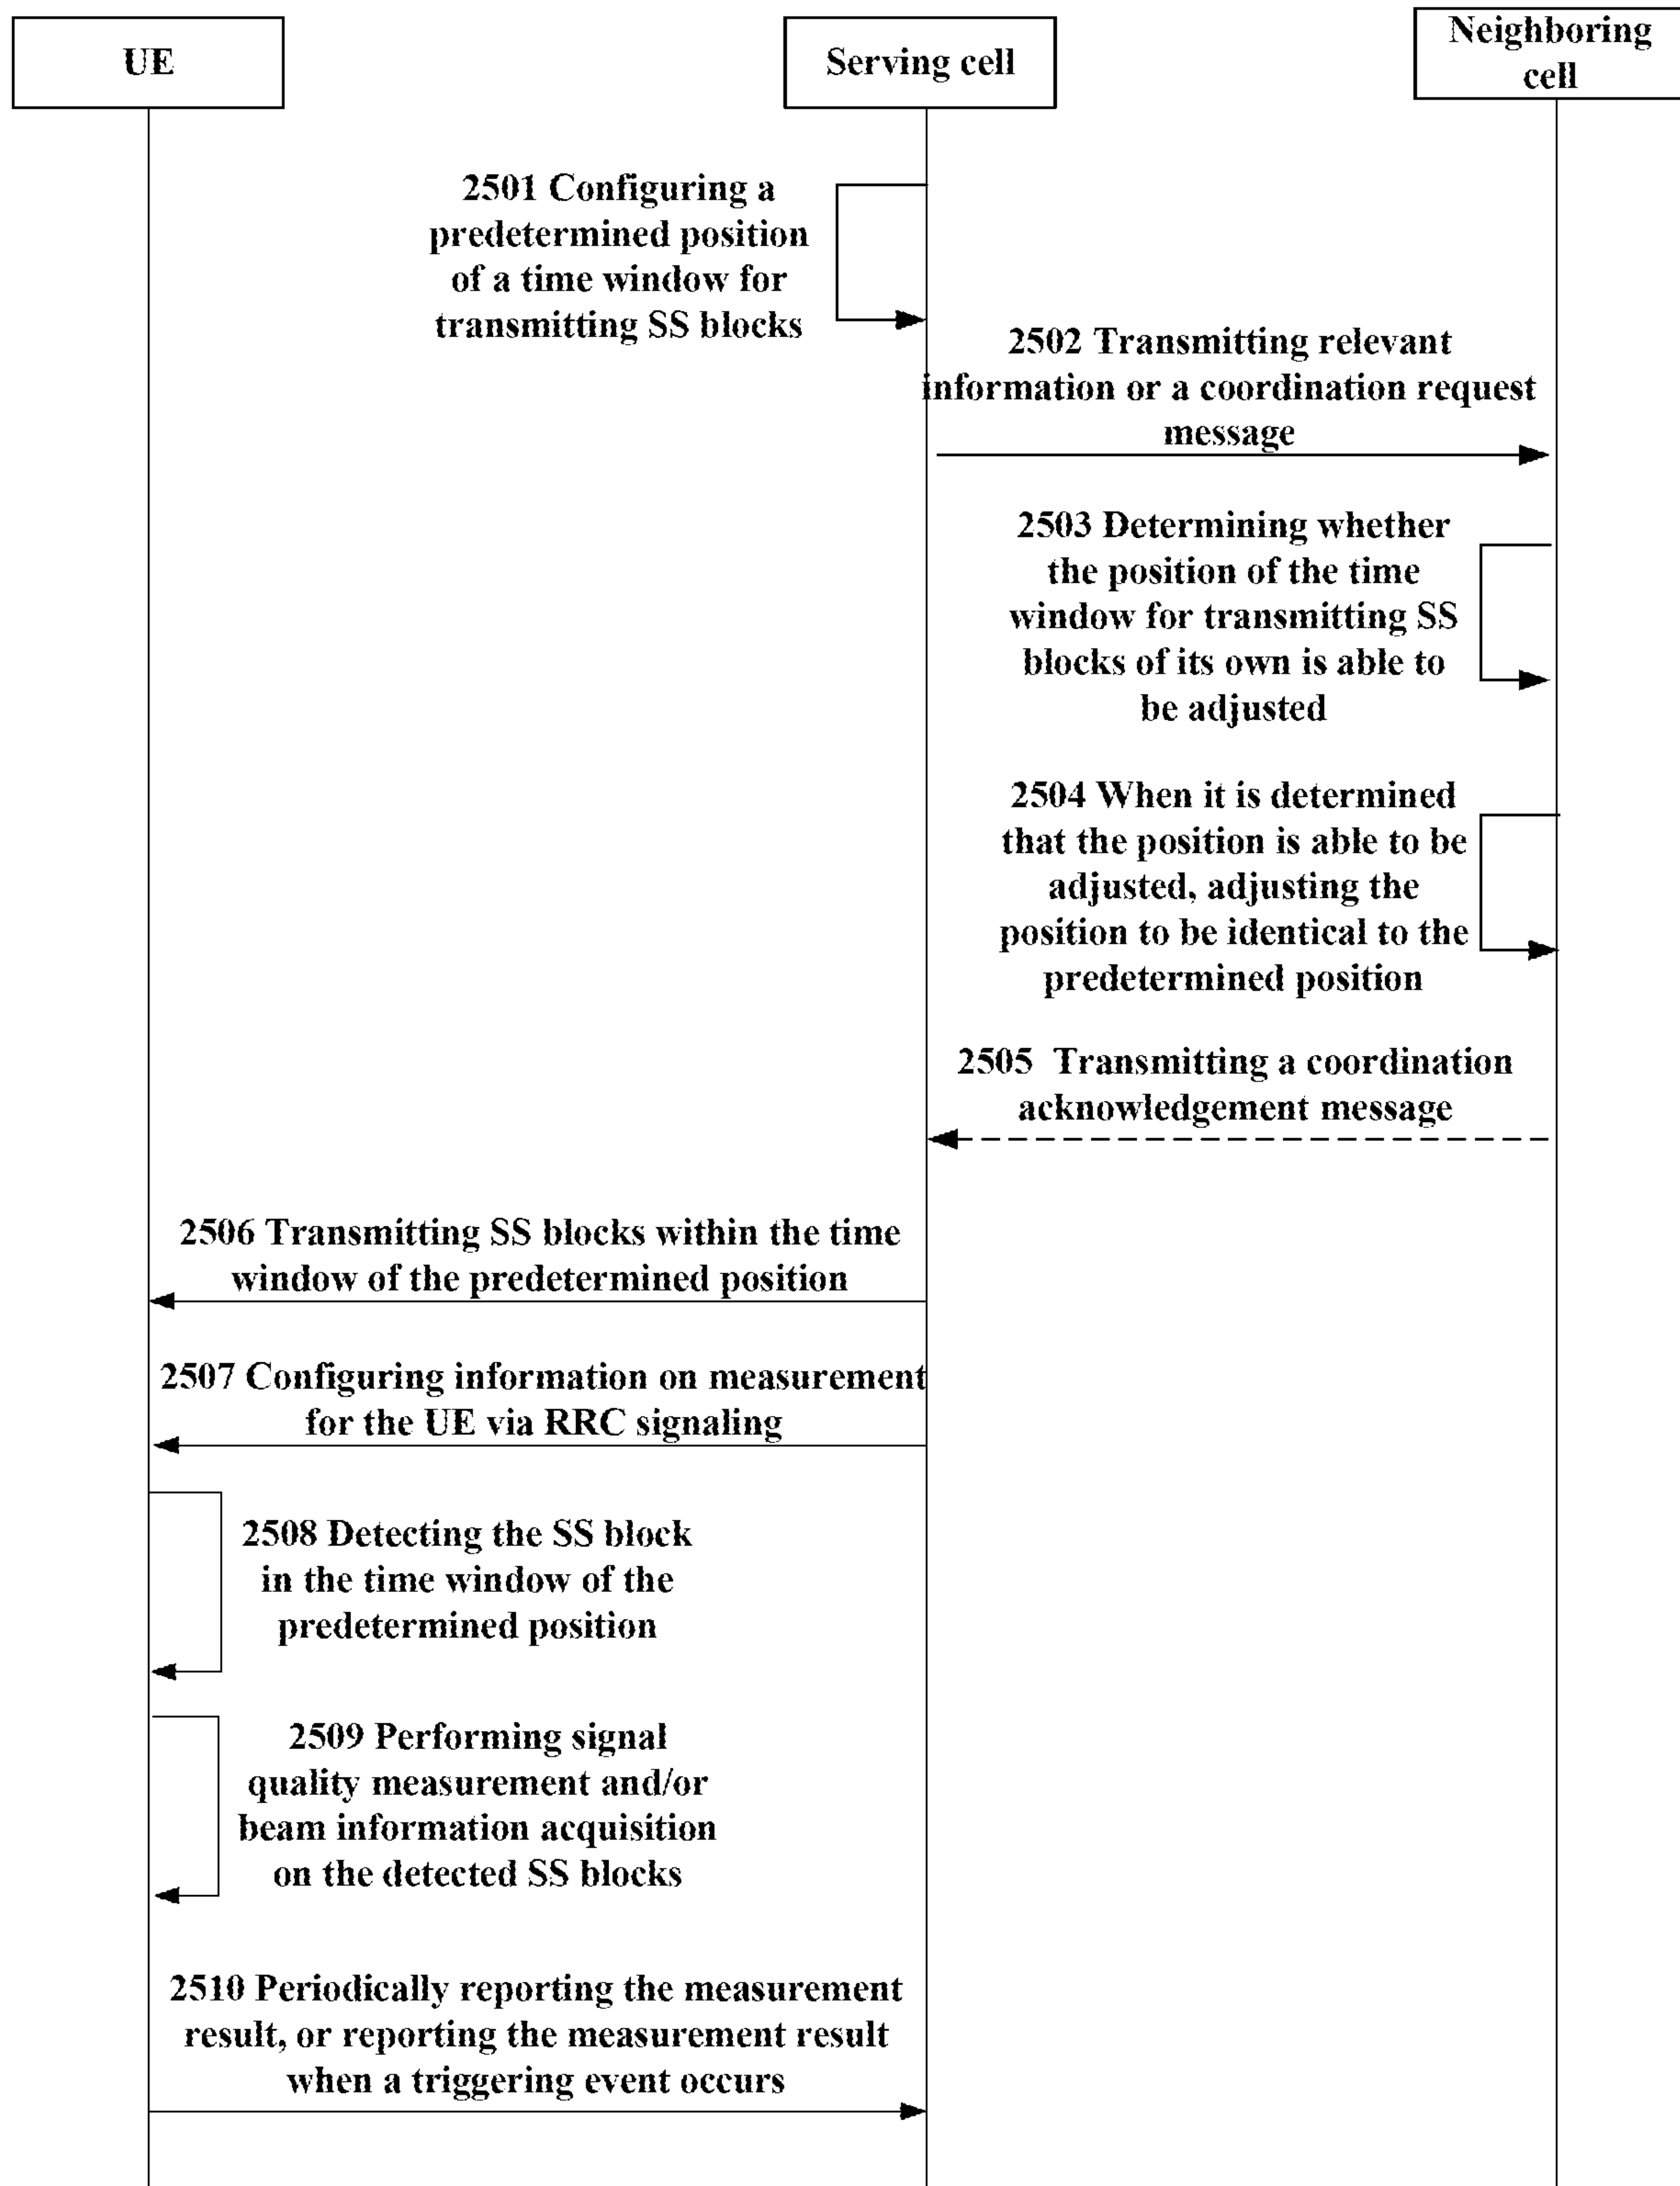 UE
Serving cell
Neighboring
cell
2501 Configuring a
predetermined position
of a time window for
transmitting SS blocks
2502 Transmitting relevant
information or a coordination request
message
2503 Determining whether
the position of the time
window for transmitting SS
blocks of its own is able to
be adjusted
2504 When it is determined
that the position is able to be
adjusted, adjusting the
position to be identical to the
predetermined position
2505 Transmitting a coordination
acknowledgement message
2506 Transmitting SS blocks within the time
window of the predetermined position
2507 Configuring information on measurement
for the UE via RRC signaling
2508 Detecting the SS block
in the time window of the
predetermined position
2509 Performing signal
quality measurement and/or
beam information acquisition
on the detected SS blocks
2510 Periodically reporting the measurement
result, or reporting the measurement result
when a triggering event occurs